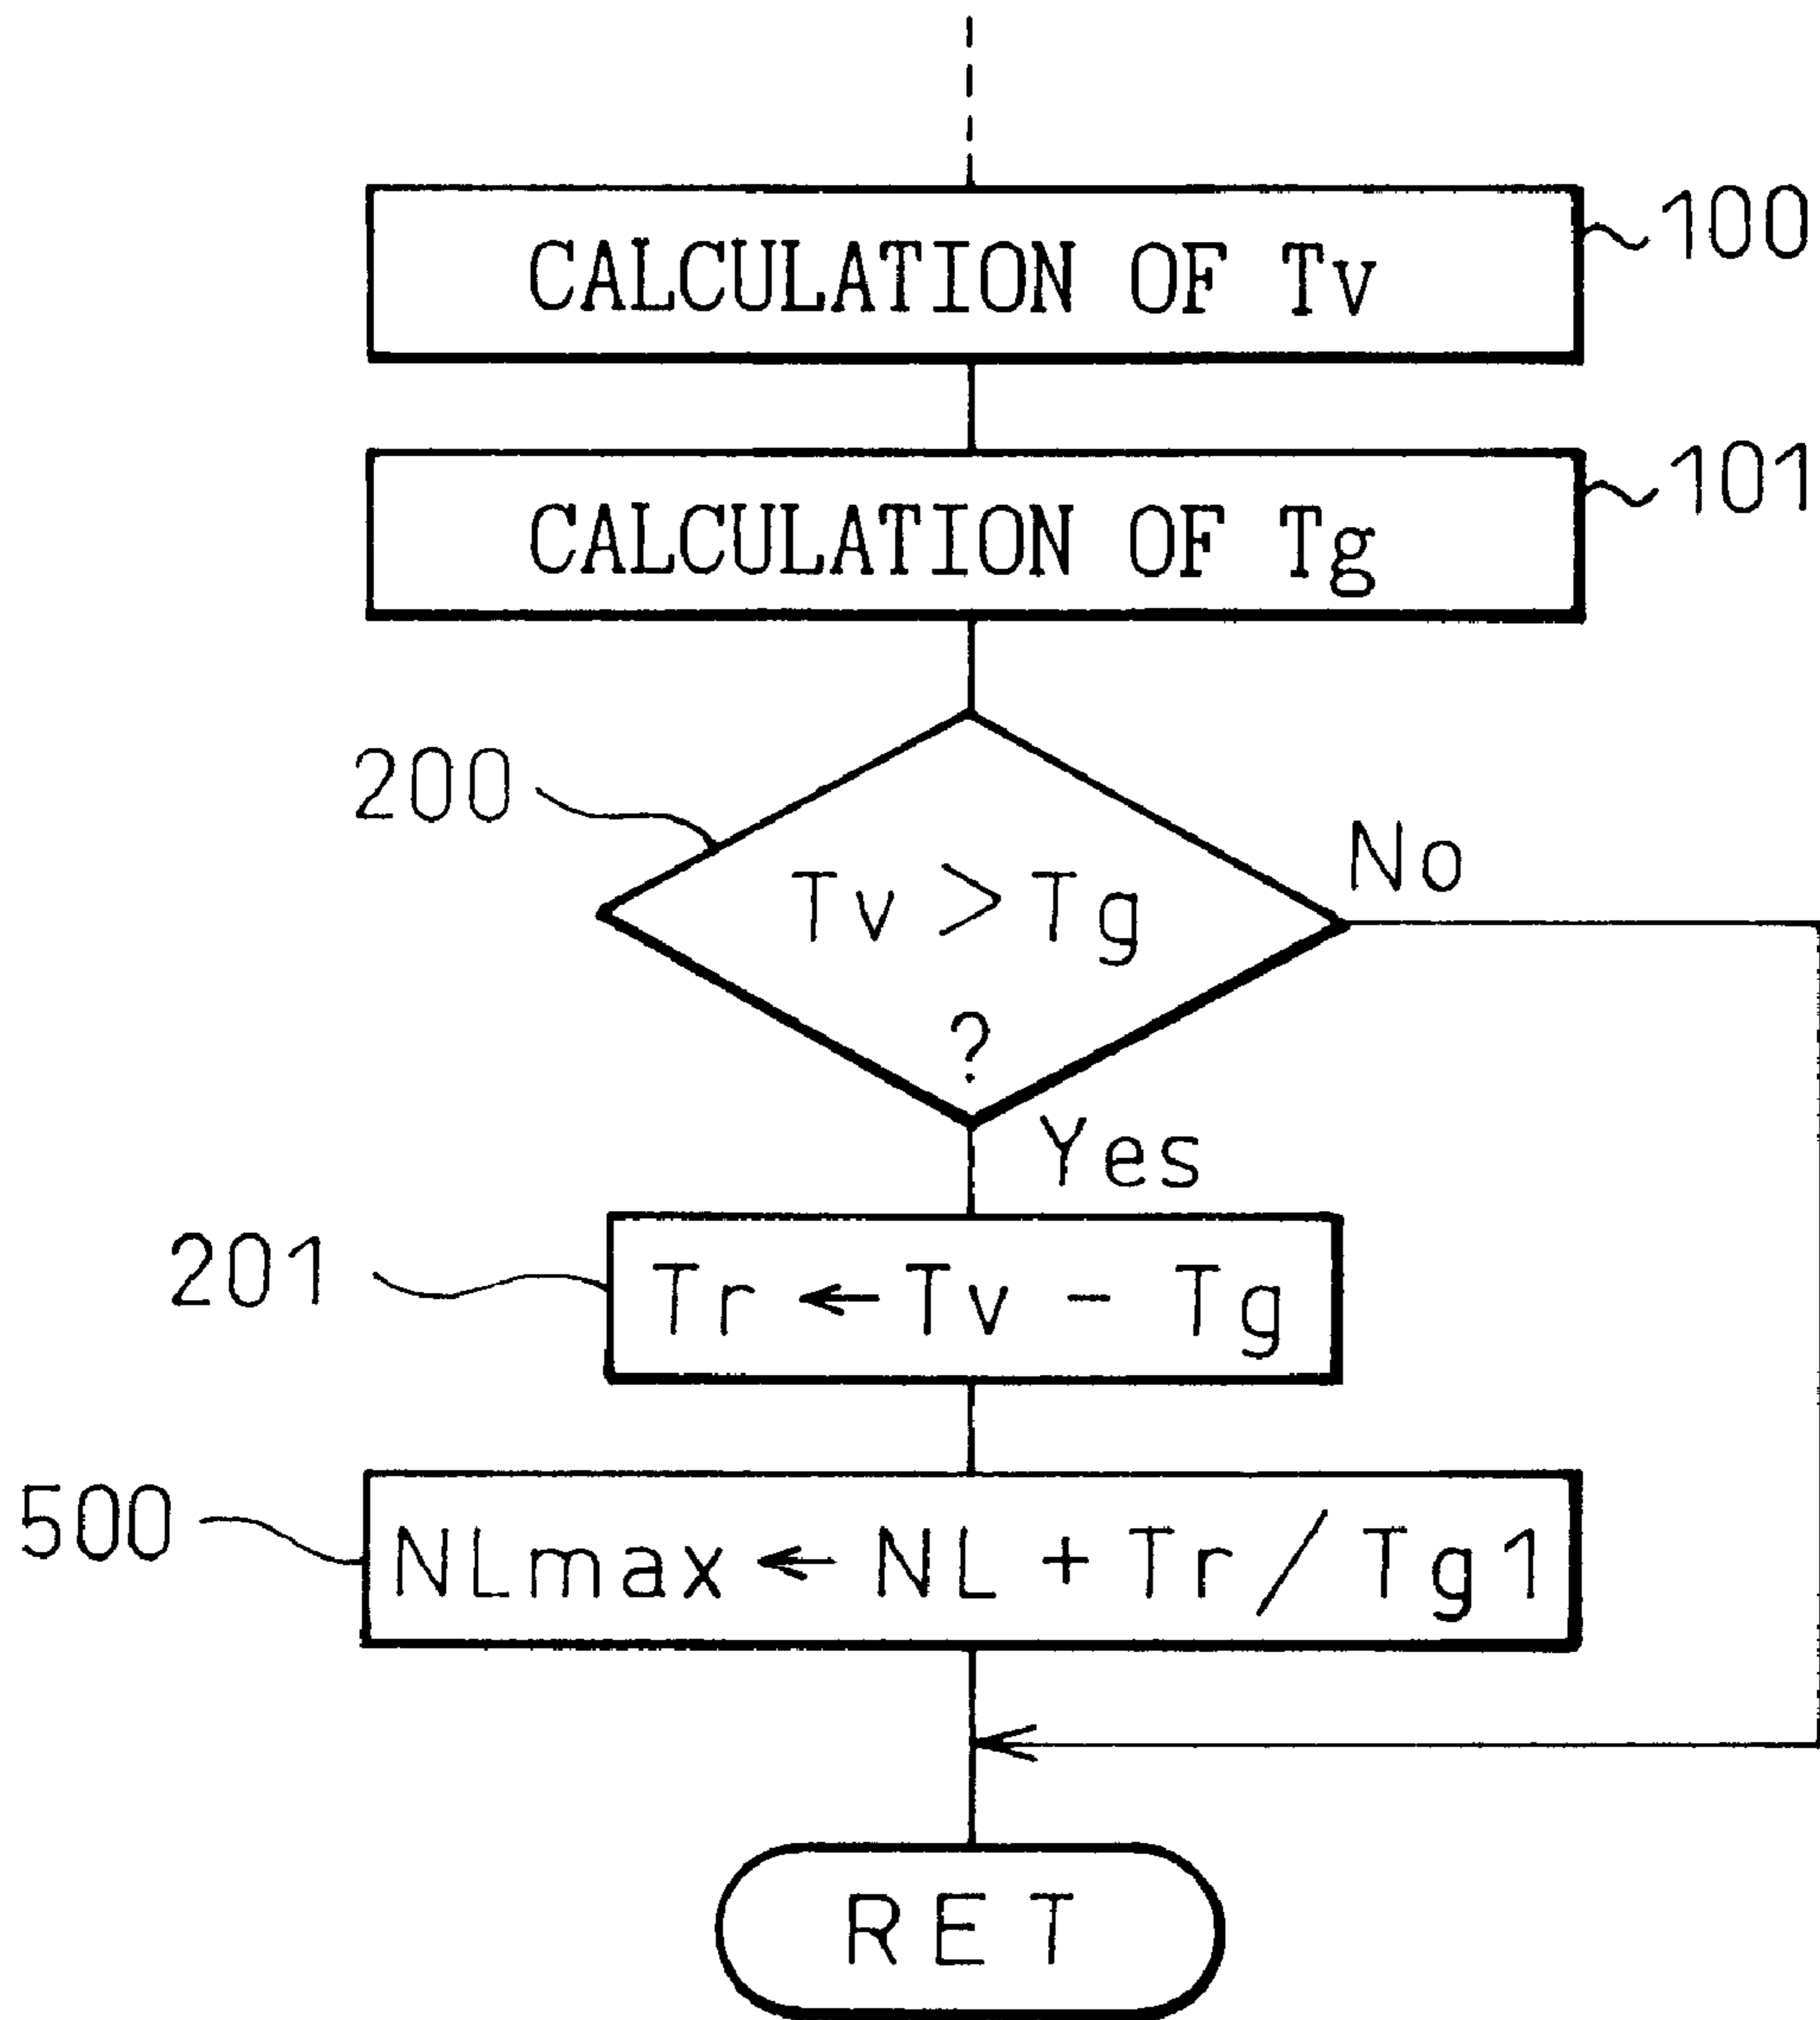 CALCULATION OF Tv
100
CALCULATION OF Tg
101
200
Tv > Tg
?
No
Yes
201
Tr ← Tv - Tg
500
NLmax ← NL + Tr / Tg1
RET